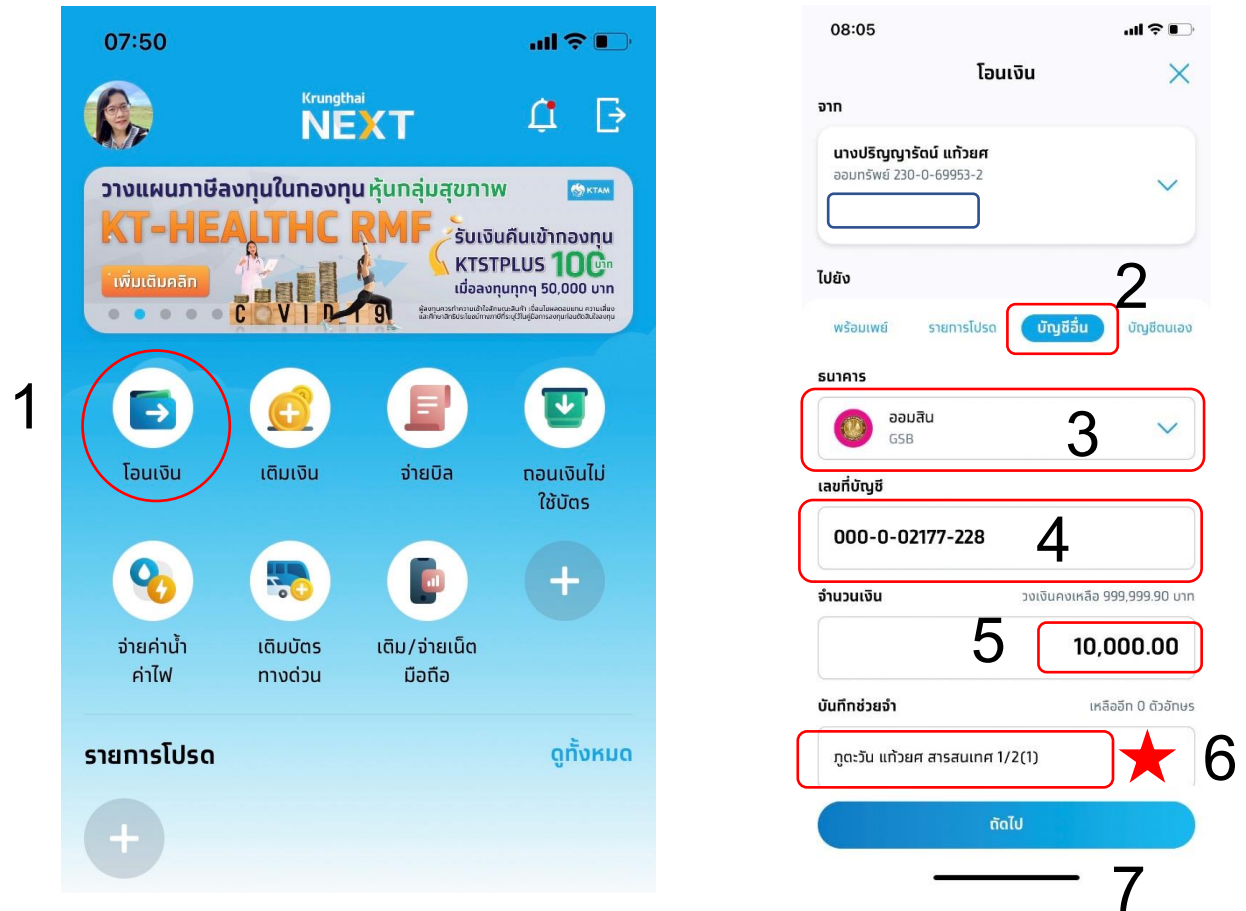 07:50
Krungthai
NEXT
วางแผนภาษีลงทุนในกองทุน หุ้นกลุ่มสุขภาพ
KTAM
KT-HEALTHC RMF
รับเงินคืนเข้ากองทุน
KTSTPLUS 100 บาท
เมื่อลงทุนทุกๆ 50,000 บาท
เพิ่มเติมคลิก
COVID 19
1
โอนเงิน
เติมเงิน
จ่ายบิล
ถอนเงินไม่
ใช้บัตร
จ่ายค่าน้ำ
ค่าไฟ
เติมบัตร
ทางด่วน
เติม/จ่ายเน็ต
มือถือ
รายการโปรด
ดูทั้งหมด
08:05
โอนเงิน
จาก
นางปริญญารัตน์ แก้วยศ
ออมทรัพย์ 230-0-69953-2
ไปยัง
2
พร้อมเพย์ รายการโปรด บัญชีอื่น บัญชีตนเอง
ธนาคาร
ออมสิน
GSB
3
เลขที่บัญชี
000-0-02177-228
4
จำนวนเงิน วงเงินคงเหลือ 999,999.90 บาท
5
10,000.00
บันทึกช่วยจำ เหลืออีก 0 ตัวอักษร
ภูตะวัน แก้วยศ สารสนเทศ 1/2(1)
6
ถัดไป
7